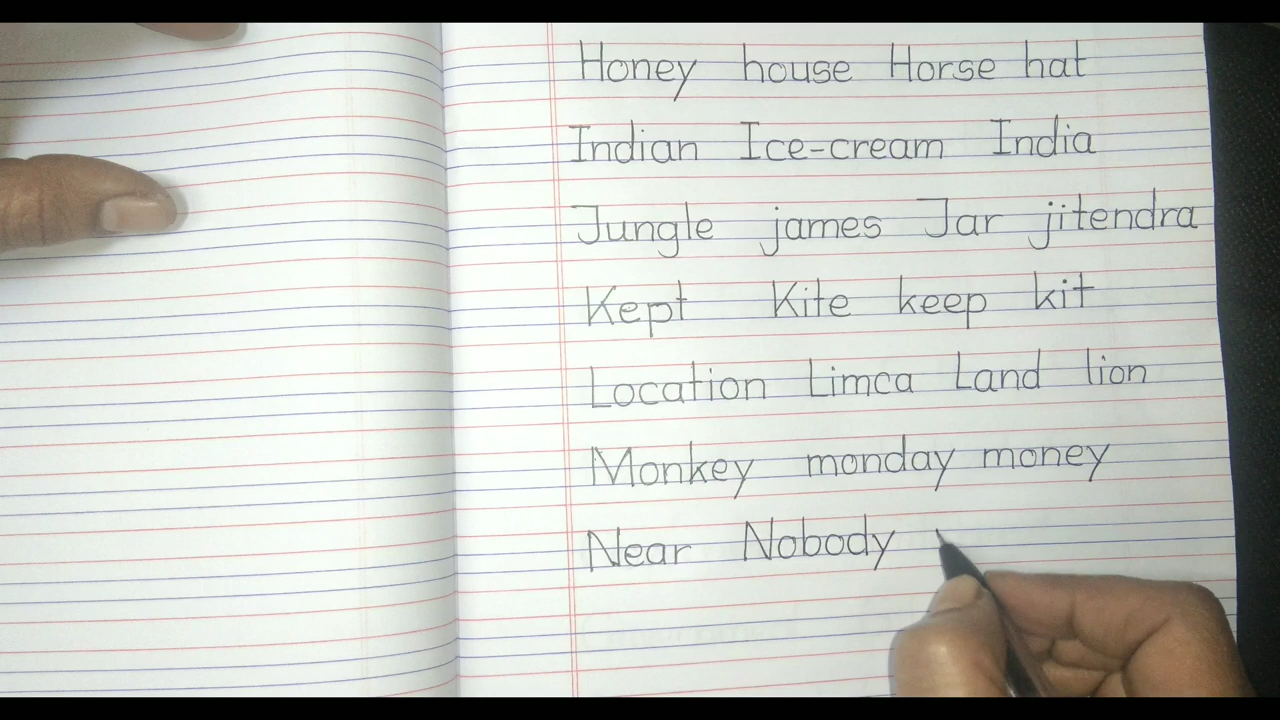 Honey house Horse hat
Indian Ice-cream India
Jungle james Jar jitendra
Kept Kite keep kit
Location Limca Land lion
Monkey monday money
Near Nobody